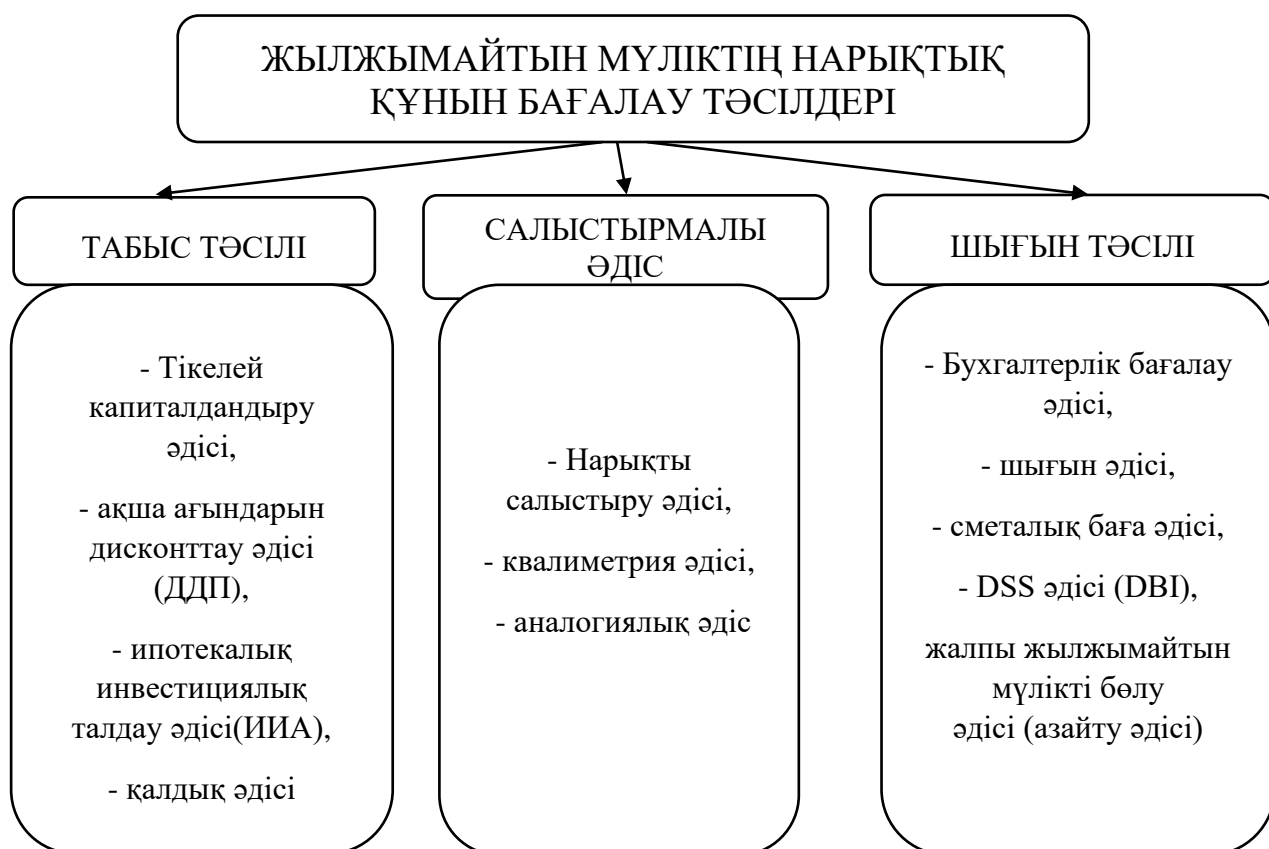 ЖЫЛЖЫМАЙТЫН МҮЛІКТІҢ НАРЫҚТЫҚ
ҚҰНЫН БАҒАЛАУ ТӘСІЛДЕРІ
ТАБЫС ТӘСІЛІ
- Тікелей
капиталдандыру
әдісі,
- ақша ағындарын
дисконттау әдісі
(ДДП),
- ипотекалық
инвестициялық
талдау әдісі(ИИА),
- қалдық әдісі
САЛЫСТЫРМАЛЫ
ӘДІС
- Нарықты
салыстыру әдісі,
- квалиметрия әдісі,
- аналогиялық әдіс
ШЫҒЫН ТӘСІЛІ
- Бухгалтерлік бағалау
әдісі,
- шығын әдісі,
- сметалық баға әдісі,
- DSS әдісі (DBI),
жалпы жылжымайтын
мүлікті бөлу
әдісі (азайту әдісі)